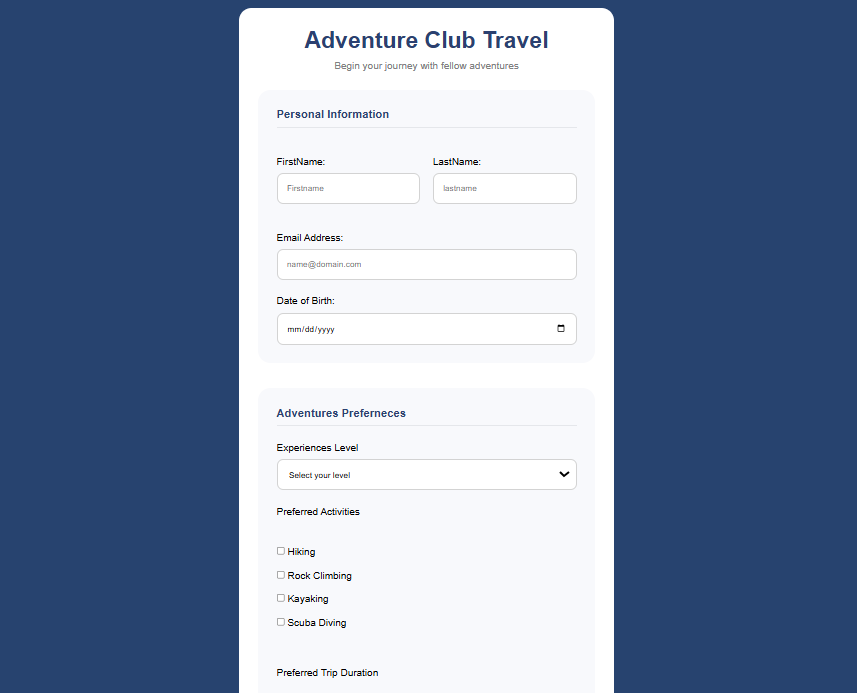 Adventure Club Travel
Begin your journey with fellow adventures
Personal Information
FirstName: LastName:
Firstname lastname
Email Address:
name@domain.com
Date of Birth:
mm/dd/yyyy
Adventures Preferneces
Experiences Level
Select your level
Preferred Activities
Hiking
Rock Climbing
Kayaking
Scuba Diving
Preferred Trip Duration